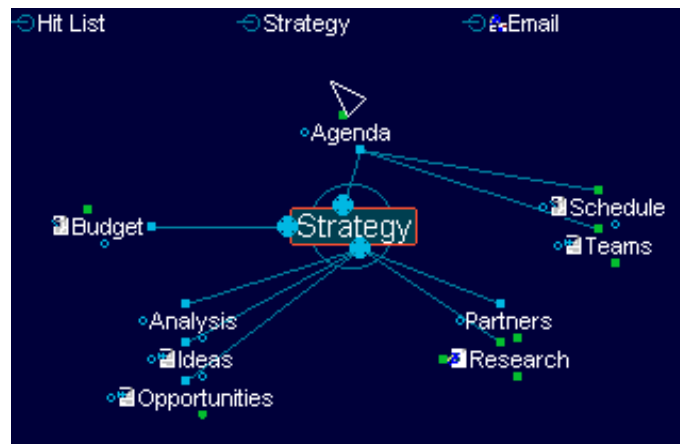 Hit List
Strategy
Email
Agenda
Schedule
Budget
Strategy
Teams
Analysis
Partners
Ideas
Research
Opportunities